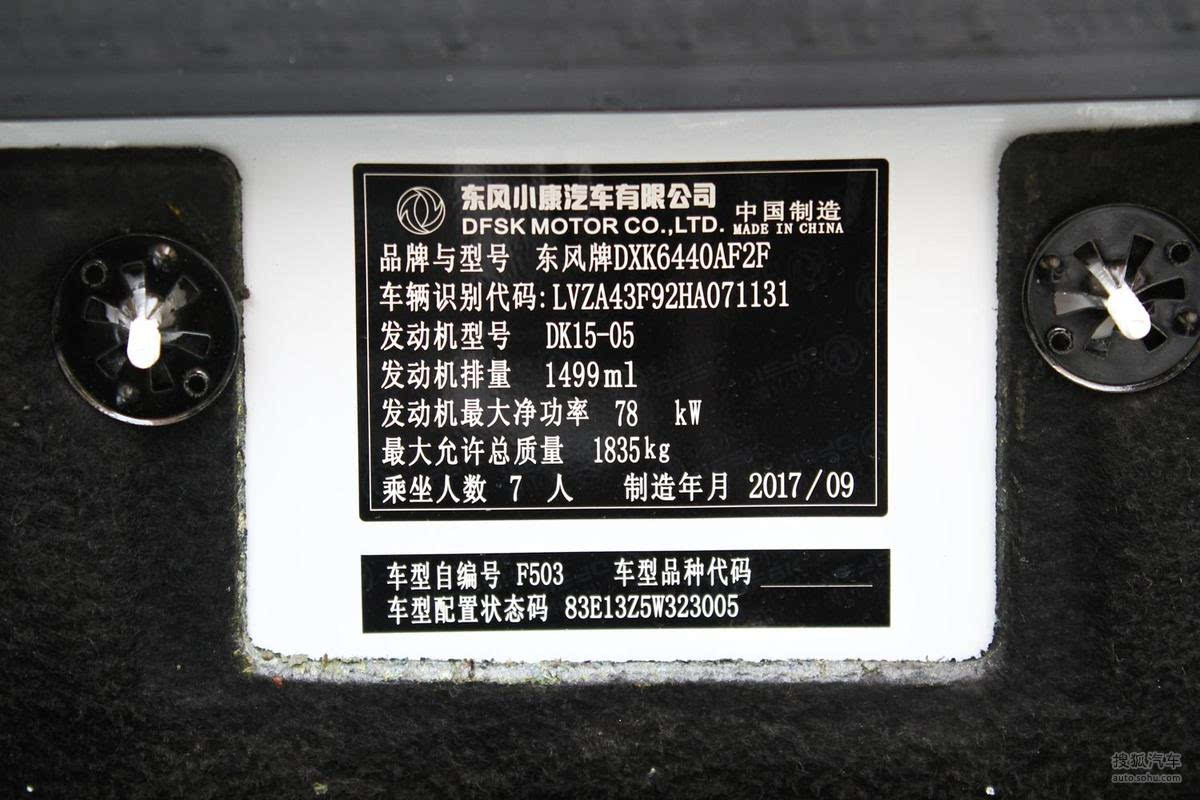 东风小康汽车有限公司
DFSK MOTOR CO.,LTD.
中国制造
MADE IN CHINA
品牌与型号 东风牌DXK6440AF2F
车辆识别代码:LVZA43F92HA071131
发动机型号 DK15-05
发动机排量 1499ml
发动机最大净功率 78 kW
最大允许总质量 1835kg
乘坐人数 7 人 制造年月 2017/09
车型自编号 F503 车型品种代码
车型配置状态码 83E13Z5W323005
搜狐汽车
auto.sohu.com